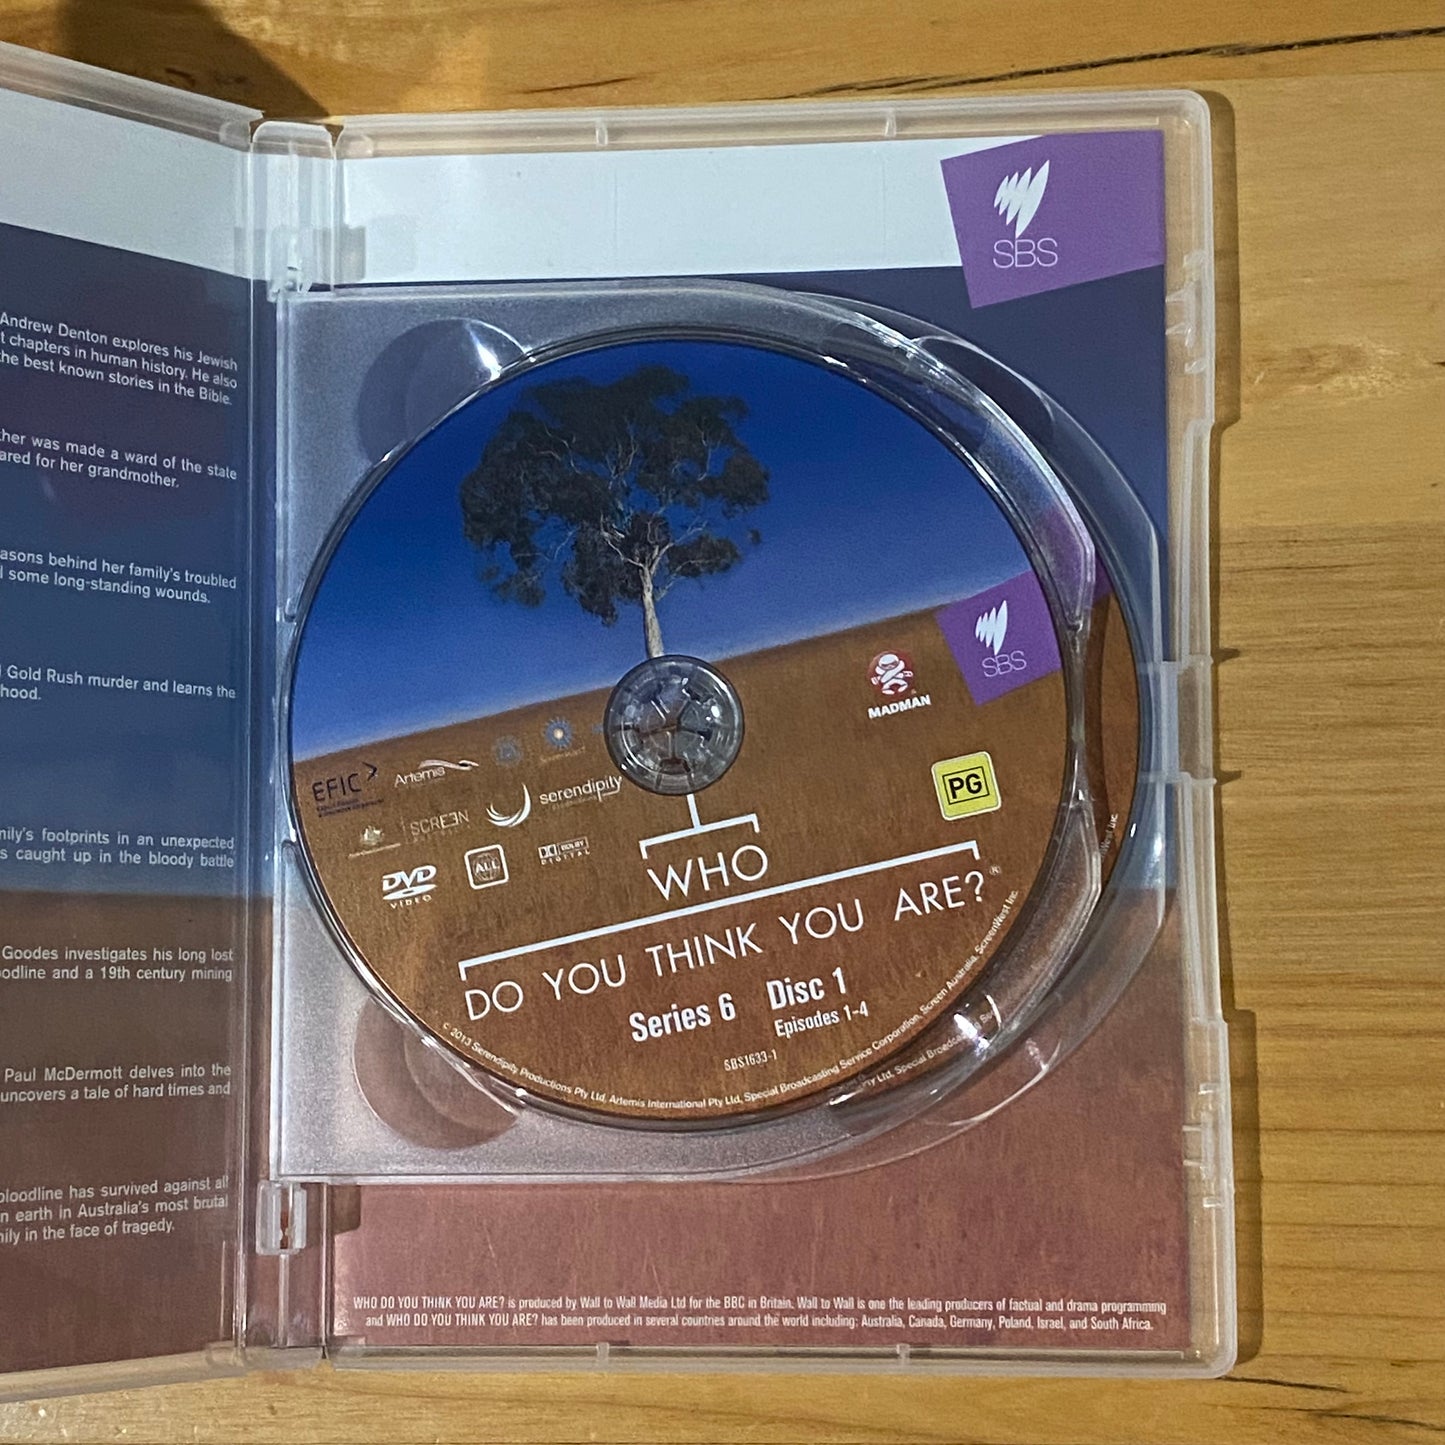 Andrew Denton explores his Jewish
t chapters in human history. He also
the best known stories in the Bible.
ther was made a ward of the state
ared for her grandmother.
asons behind her family's troubled
l some long-standing wounds.
Gold Rush murder and learns the
hood.
mily's footprints in an unexpected
s caught up in the bloody battle
Goodes investigates his long lost
oodline and a 19th century mining
Paul McDermott delves into the
uncovers a tale of hard times and
bloodline has survived against all
n earth in Australia's most brutal
mily in the face of tragedy.
SBS
SBS
MADMAN
EFIC
Artemis
SCREEN
serendipity
PG
DVD
VIDEO
ALL
DOLBY
DIGITAL
WHO
DO YOU THINK YOU ARE?®
Series 6 Disc 1
Episodes 1-4
SBS1633-1
c 2013 Serendipity Productions Pty Ltd, Artemis International Pty Ltd, Special Broadcasting Service Corporation, Screen Australia, ScreenWest Inc.
Pty Ltd, Special Broadcas
West Inc
WHO DO YOU THINK YOU ARE? is produced by Wall to Wall Media Ltd for the BBC in Britain. Wall to Wall is one the leading producers of factual and drama programming
and WHO DO YOU THINK YOU ARE? has been produced in several countries around the world including: Australia, Canada, Germany, Poland, Israel, and South Africa.